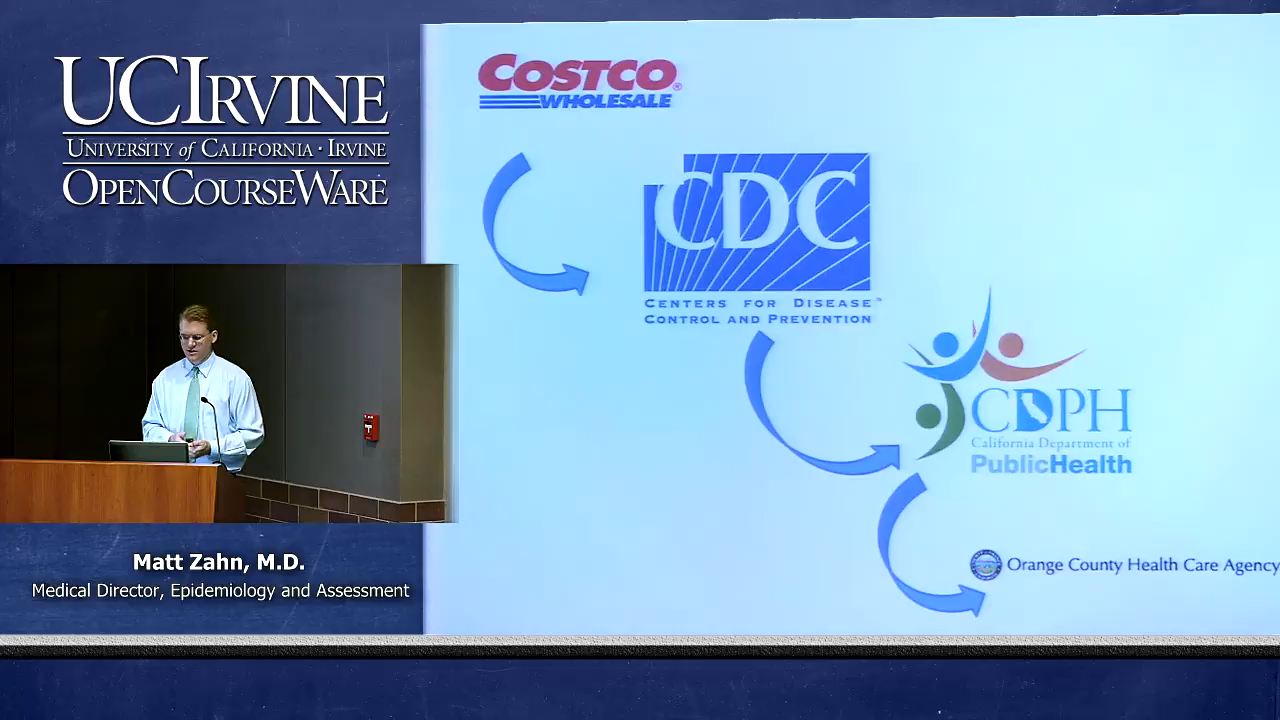 UCIRVINE
UNIVERSITY of CALIFORNIA · IRVINE
OPENCOURSEWARE
Matt Zahn, M.D.
Medical Director, Epidemiology and Assessment
COSTCO®
WHOLESALE
CDC
CENTERS FOR DISEASE™
CONTROL AND PREVENTION
CDPH
California Department of
PublicHealth
Orange County Health Care Agency